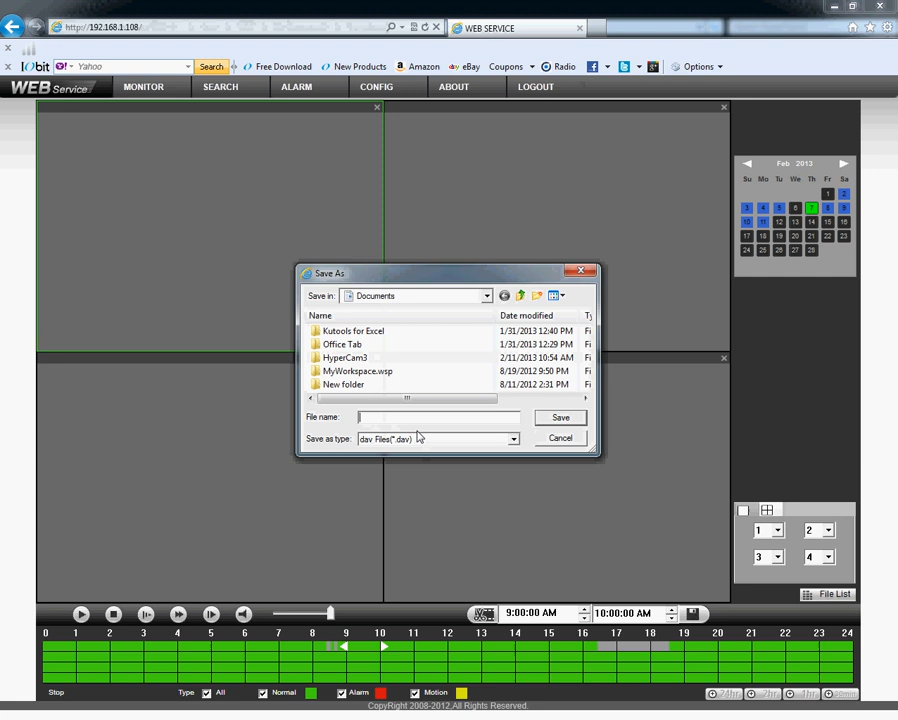 http://192.168.1.108/
WEB SERVICE
IObit Y! Yahoo Search Free Download New Products Amazon eBay Coupons Radio Options
WEB Service MONITOR SEARCH ALARM CONFIG ABOUT LOGOUT
Feb 2013
Su Mo Tu We Th Fr Sa
1 2
3 4 5 6 7 8 9
10 11 12 13 14 15 16
17 18 19 20 21 22 23
24 25 26 27 28
Save As
Save in: Documents
Name Date modified Ty
Kutools for Excel 1/31/2013 12:40 PM Fi
Office Tab 1/31/2013 12:29 PM Fi
HyperCam3 2/11/2013 10:54 AM Fi
MyWorkspace.wsp 8/19/2012 9:50 PM Fi
New folder 8/11/2012 2:31 PM Fi
File name: Save
Save as type: dav Files(*.dav) Cancel
1 2
3 4
File List
9:00:00 AM 10:00:00 AM
0 1 2 3 4 5 6 7 8 9 10 11 12 13 14 15 16 17 18 19 20 21 22 23 24
Stop Type All Normal Alarm Motion 24hr 2hr 1hr 30min
CopyRight 2008-2012,All Rights Reserved.